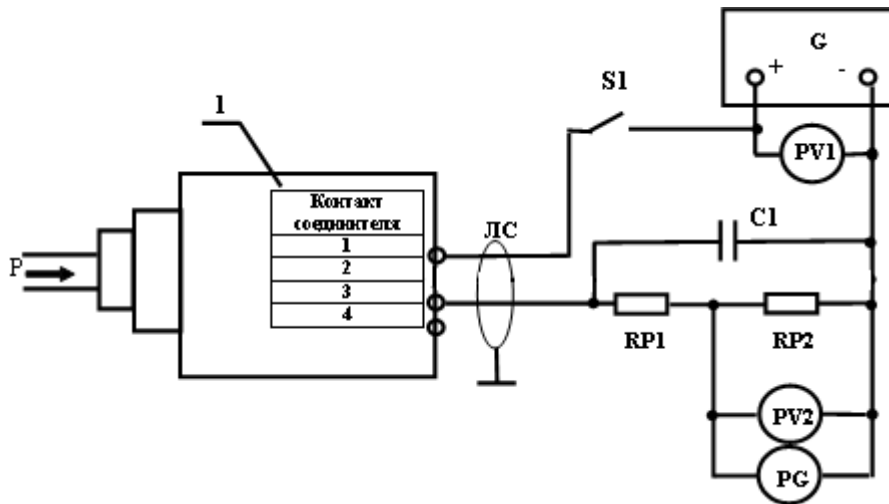 G
+
-
S1
1
PV1
Контакт
соединителя
1
2
3
4
ЛС
C1
P
RP1
RP2
PV2
PG